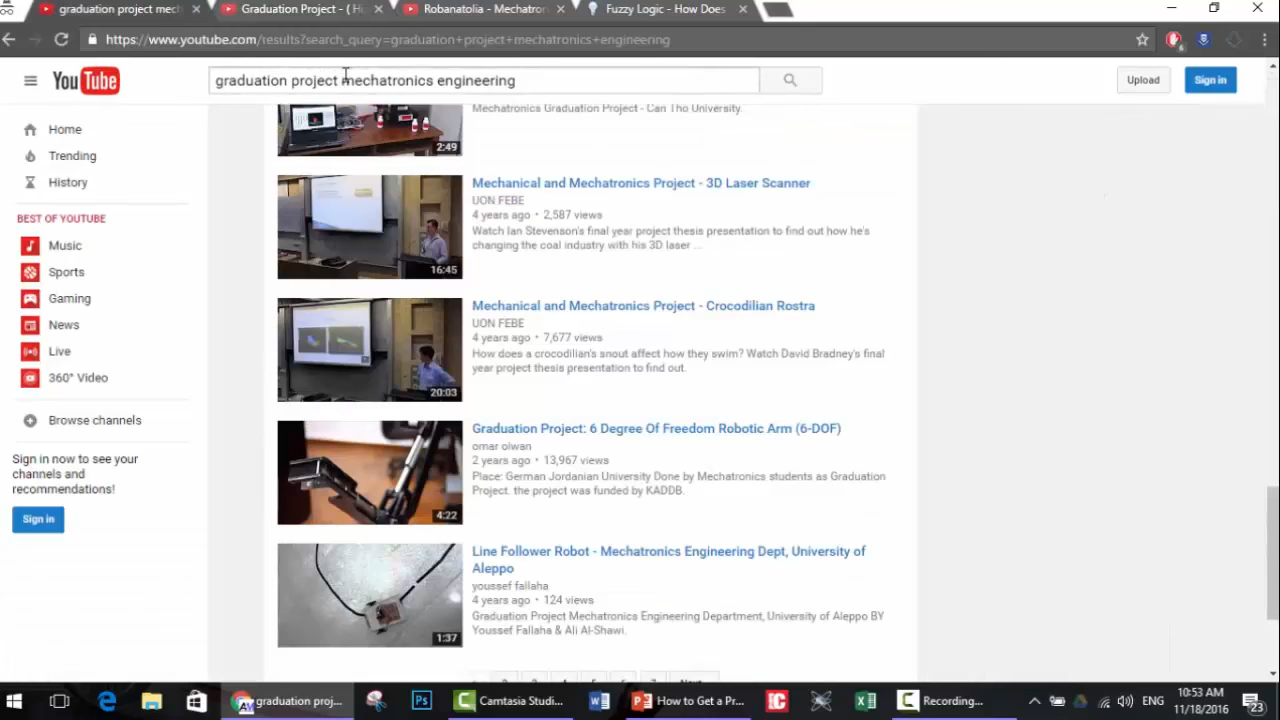 graduation project mech
Graduation Project - ( H
Robanatolia - Mechatron
Fuzzy Logic - How Does
https://www.youtube.com/results?search_query=graduation+project+mechatronics+engineering
YouTube
graduation project mechatronics engineering
Upload
Sign in
Home
Trending
History
BEST OF YOUTUBE
Music
Sports
Gaming
News
Live
360° Video
Browse channels
Sign in now to see your
channels and
recommendations!
Sign in
Mechatronics Graduation Project - Can Tho University.
2:49
Mechanical and Mechatronics Project - 3D Laser Scanner
UON FEBE
4 years ago • 2,587 views
Watch Ian Stevenson's final year project thesis presentation to find out how he's
changing the coal industry with his 3D laser ...
16:45
Mechanical and Mechatronics Project - Crocodilian Rostra
UON FEBE
4 years ago • 7,677 views
How does a crocodilian's snout affect how they swim? Watch David Bradney's final
year project thesis presentation to find out.
20:03
Graduation Project: 6 Degree Of Freedom Robotic Arm (6-DOF)
omar olwan
2 years ago • 13,967 views
Place: German Jordanian University Done by Mechatronics students as Graduation
Project. the project was funded by KADDB.
4:22
Line Follower Robot - Mechatronics Engineering Dept, University of
Aleppo
youssef fallaha
4 years ago • 124 views
Graduation Project Mechatronics Engineering Department, University of Aleppo BY
Youssef Fallaha & Ali Al-Shawi.
1:37
graduation proj...
Ps
Camtasia Studi...
How to Get a Pr...
IC
Recording...
ENG
10:53 AM
11/18/2016
23